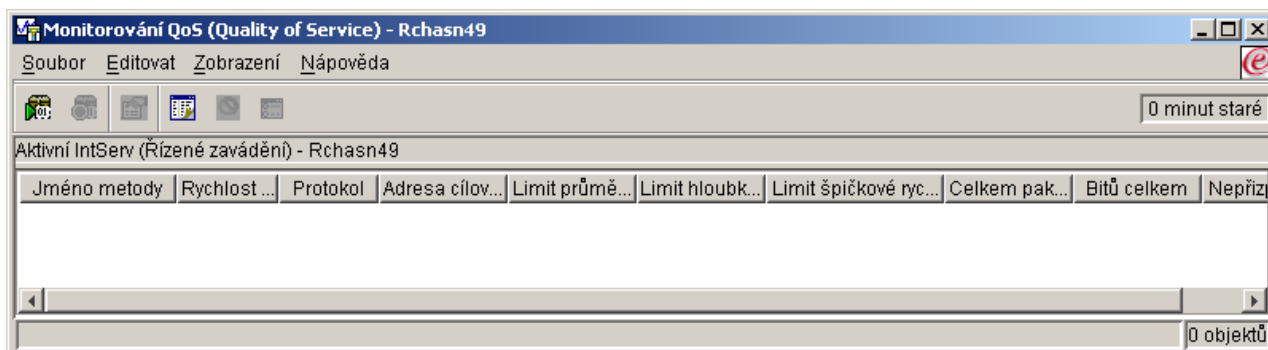 Monitorování QoS (Quality of Service) - Rchasn49
Soubor Editovat Zobrazení Nápověda
0 minut staré
Aktivní IntServ (Řízené zavádění) - Rchasn49
Jméno metody Rychlost ... Protokol Adresa cílov... Limit průmě... Limit hloubk... Limit špičkové ryc... Celkem pak... Bitů celkem Nepřiz
0 objektů